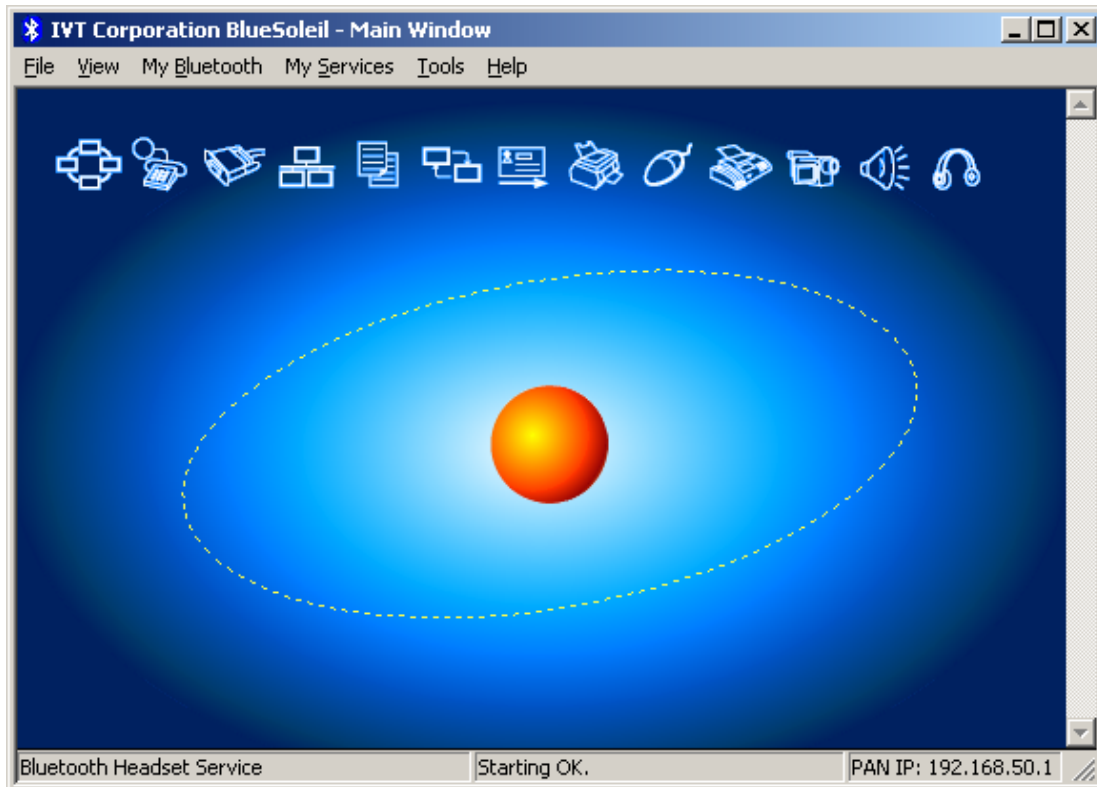 IVT Corporation BlueSoleil - Main Window
File View My Bluetooth My Services Tools Help
Bluetooth Headset Service Starting OK. PAN IP: 192.168.50.1